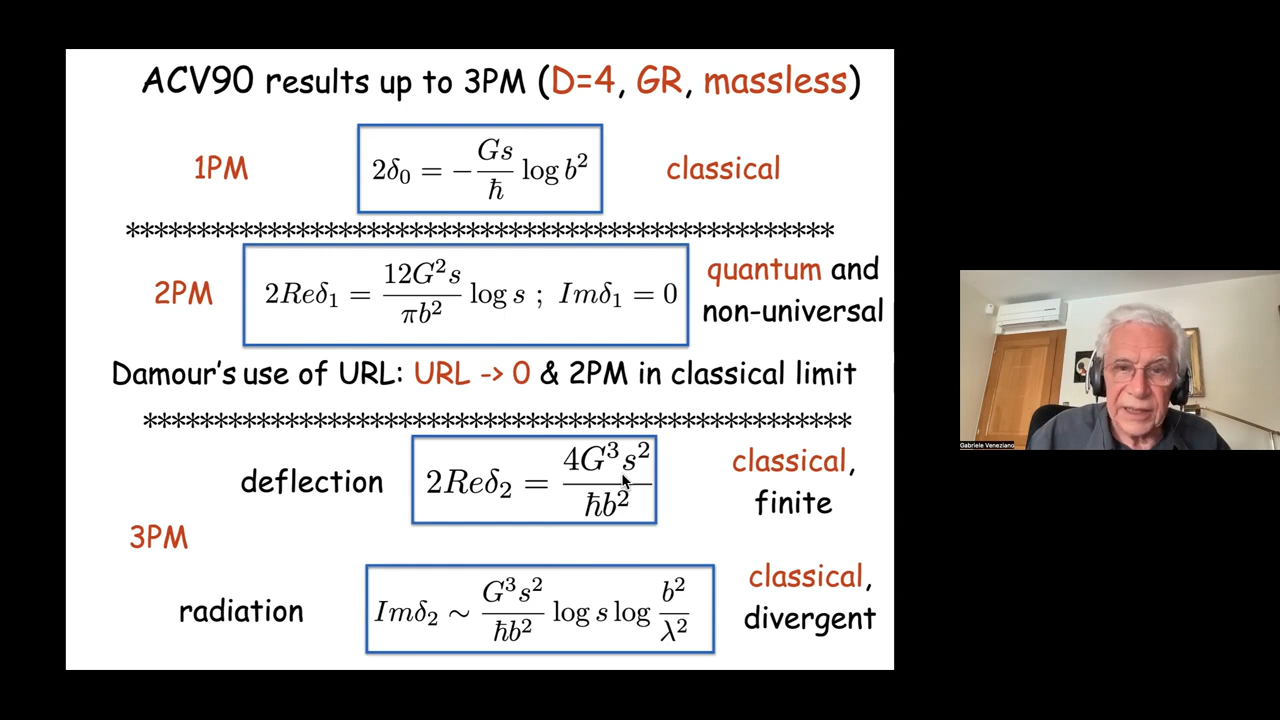 ACV90 results up to 3PM (D=4, GR, massless)
1PM 2δ₀ = −Gs/ħ log b² classical
**************************************************
2PM 2Reδ₁ = 12G²s/πb² log s ; Imδ₁ = 0 quantum and
non-universal
Damour's use of URL: URL -> 0 & 2PM in classical limit
**************************************************
deflection 2Reδ₂ = 4G³s²/ħb² classical,
finite
3PM
radiation Imδ₂ ∼ G³s²/ħb² log s log b²/λ² classical,
divergent
Gabriele Veneziano